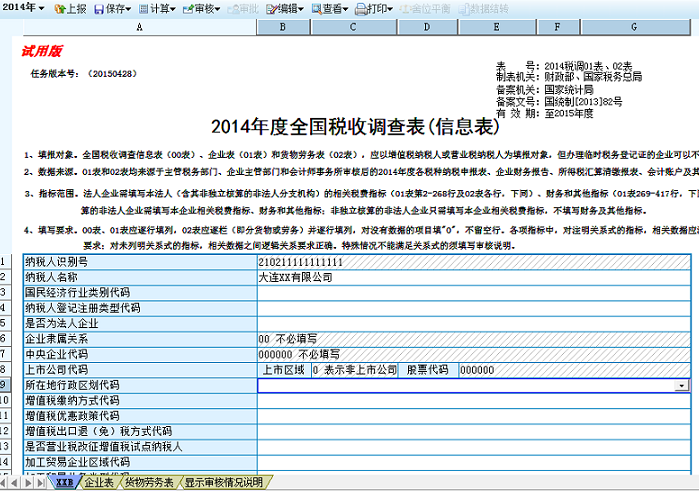 2014年 上报 保存 计算 审核 审批 编辑 查看 打印 舍位平衡 数据结转
A B C D E F G
试用版
任务版本号：（20150428）
表 号：2014税调01表、02表
制表机关：财政部、国家税务总局
备案机关：国家统计局
备案文号：国统制[2013]82号
有 效 期：至2015年度
2014年度全国税收调查表(信息表)
1、填报对象。全国税收调查信息表（00表）、企业表（01表）和货物劳务表（02表），应以增值税纳税人或营业税纳税人为填报对象，但办理临时税务登记证的企业可以不
2、数据来源。01表和02表均来源于主管税务部门、企业主管部门和会计师事务所审核后的2014年度各税种纳税申报表、企业财务报告、所得税汇算清缴报表、会计账户及其
3、指标范围。法人企业需填写本法人（含其非独立核算的非法人分支机构）的相关税费指标（01表第2-268行及02表各行，下同）、财务和其他指标（01表269-417行，下同
算的非法人企业需填写本企业相关税费指标、财务和其他指标；非独立核算的非法人企业只需填写本企业相关税费指标，不填写财务及其他指标。
4、填写要求。00表、01表应逐行填列，02表应逐栏（即分货物或劳务）并逐行填列，对没有数据的项目填"0"，不留空行。各项指标中，对注明关系式的指标，相关数据应
要求；对未列明关系式的指标，相关数据之间逻辑关系要求正确。特殊情况不能满足关系式的须填写审核说明。
1 纳税人识别号 210211111111111
2 纳税人名称 大连XX有限公司
3 国民经济行业类别代码
4 纳税人登记注册类型代码
5 是否为法人企业
6 企业隶属关系 00 不必填写
7 中央企业代码 000000 不必填写
8 上市公司代码 上市区域 0 表示非上市公司 股票代码 000000
9 所在地行政区划代码
10 增值税缴纳方式代码
11 增值税优惠政策代码
12 增值税出口退（免）税方式代码
13 是否营业税改征增值税试点纳税人
14 加工贸易企业区域代码
XXB 企业表 货物劳务表 显示审核情况说明